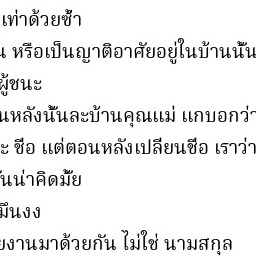 เท่าด้วยซ้ำ
น หรือเป็นญาติอาศัยอยู่ในบ้านนั้น
ผู้ชนะ
นหลังนั้นละบ้านคุณแม่ แกบอกว่า
ะ ชื่อ แต่ตอนหลังเปลี่ยนชื่อ เราว่า
ันน่าคิดมั้ย
มึนงง
ยงานมาด้วยกัน ไม่ใช่ นามสกุล